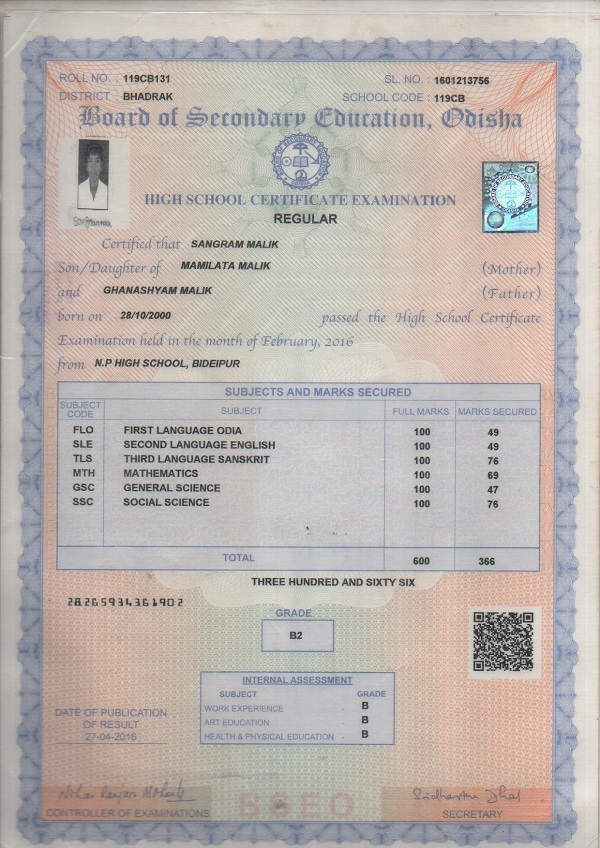 ROLL NO. : 119CB131 SL. NO. : 1601213756
DISTRICT : BHADRAK SCHOOL CODE : 119CB
Board of Secondary Education, Odisha
HIGH SCHOOL CERTIFICATE EXAMINATION
REGULAR
Certified that SANGRAM MALIK
Son/Daughter of MAMILATA MALIK (Mother)
and GHANASHYAM MALIK (Father)
born on 28/10/2000 passed the High School Certificate
Examination held in the month of February, 2016
from N.P HIGH SCHOOL, BIDEIPUR
SUBJECTS AND MARKS SECURED
SUBJECT CODE SUBJECT FULL MARKS MARKS SECURED
FLO FIRST LANGUAGE ODIA 100 49
SLE SECOND LANGUAGE ENGLISH 100 49
TLS THIRD LANGUAGE SANSKRIT 100 76
MTH MATHEMATICS 100 69
GSC GENERAL SCIENCE 100 47
SSC SOCIAL SCIENCE 100 76
TOTAL 600 366
THREE HUNDRED AND SIXTY SIX
28265934361902
GRADE
B2
INTERNAL ASSESSMENT
SUBJECT GRADE
WORK EXPERIENCE - B
ART EDUCATION - B
HEALTH & PHYSICAL EDUCATION - B
DATE OF PUBLICATION
OF RESULT
27-04-2016
BSEO
CONTROLLER OF EXAMINATIONS SECRETARY